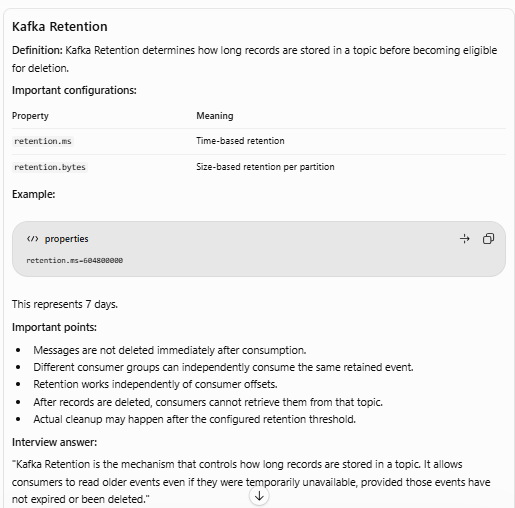 Kafka Retention
Definition: Kafka Retention determines how long records are stored in a topic before becoming eligible
for deletion.
Important configurations:
Property Meaning
retention.ms Time-based retention
retention.bytes Size-based retention per partition
Example:
</> properties
retention.ms=604800000
This represents 7 days.
Important points:
• Messages are not deleted immediately after consumption.
• Different consumer groups can independently consume the same retained event.
• Retention works independently of consumer offsets.
• After records are deleted, consumers cannot retrieve them from that topic.
• Actual cleanup may happen after the configured retention threshold.
Interview answer:
"Kafka Retention is the mechanism that controls how long records are stored in a topic. It allows
consumers to read older events even if they were temporarily unavailable, provided those events have
not expired or been deleted."